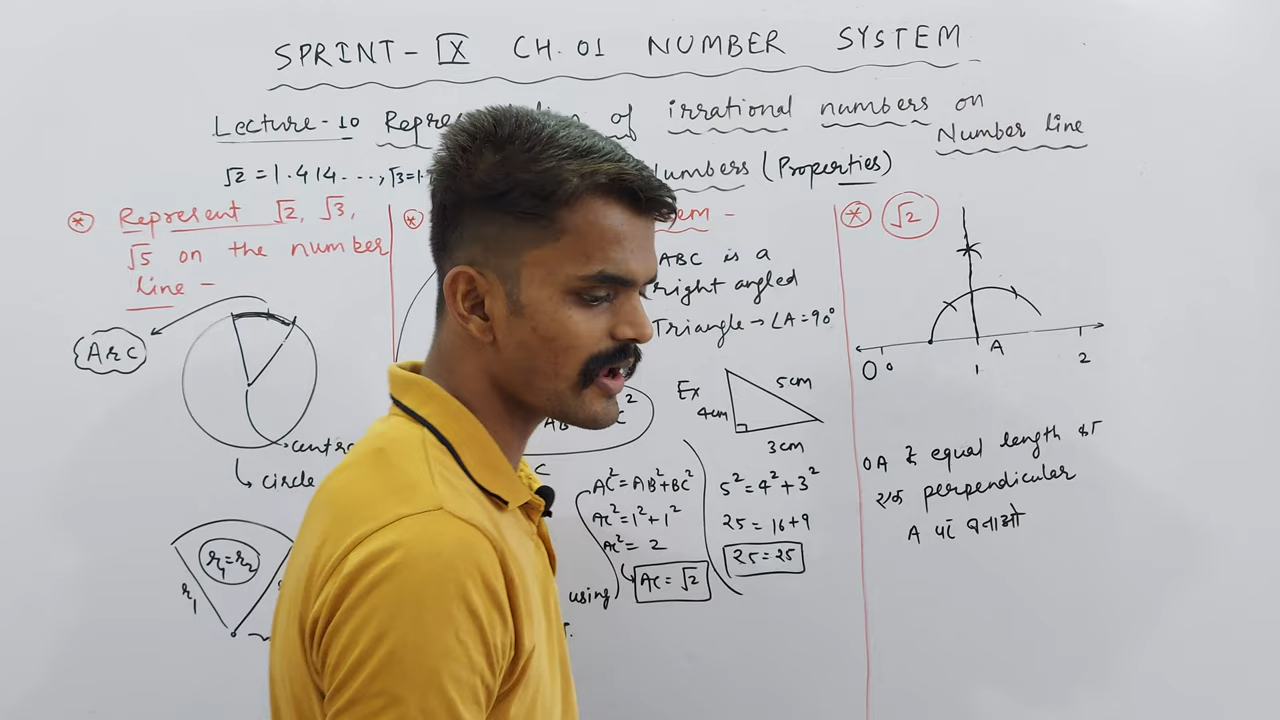 SPRINT - IX CH. 01 NUMBER SYSTEM
Lecture - 10 of irrational numbers on
Number line
√2 = 1.414 ..., √3 = 1.7
(Properties)
* Represent √2, √3,
√5 on the number
line -
Arc
centre
circle
r₁ = r₂
r₁
*
ABC is a
right angled
Triangle → ∠A = 90°
Ex
4cm
5cm
3cm
AC² = AB² + BC²
AC² = 1² + 1²
AC² = 2
AC = √2
using
5² = 4² + 3²
25 = 16 + 9
25 = 25
* √2
O 0 1 A 2
OA के equal length का
एक perpendicular
A पर बनाओ